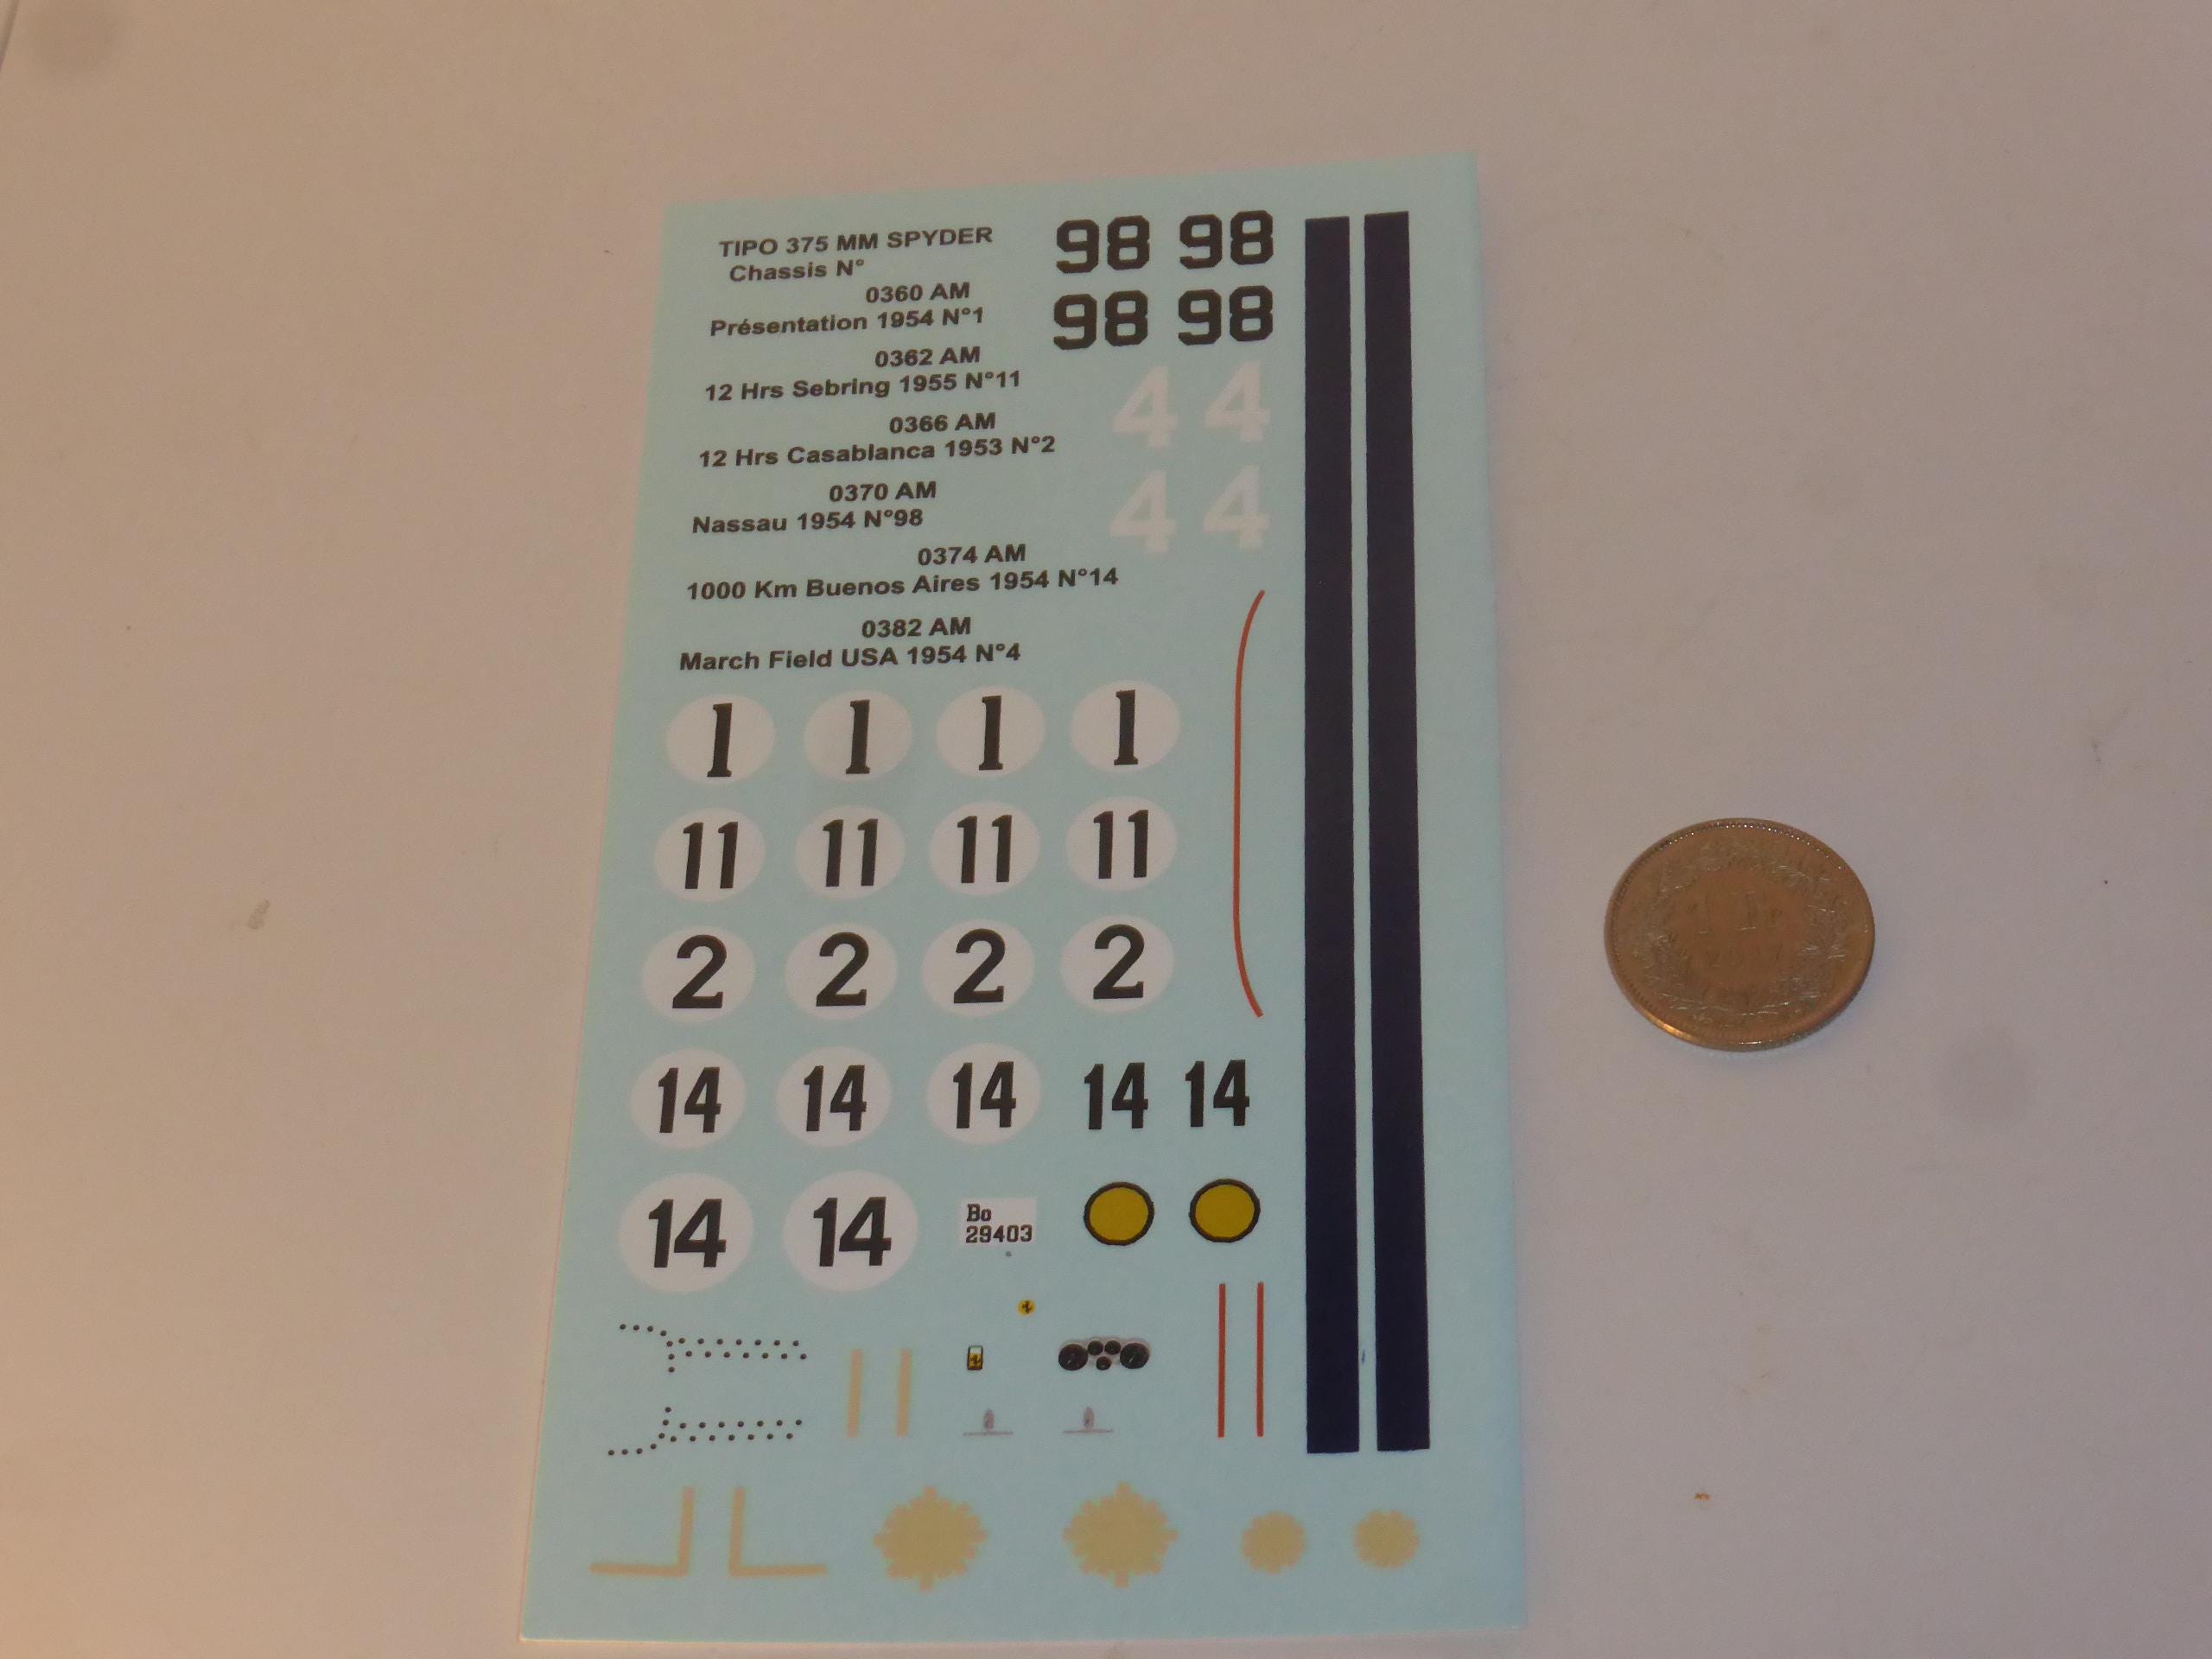 TIPO 375 MM SPYDER
Chassis N°
0360 AM
Présentation 1954 N°1
0362 AM
12 Hrs Sebring 1955 N°11
0366 AM
12 Hrs Casablanca 1953 N°2
0370 AM
Nassau 1954 N°98
0374 AM
1000 Km Buenos Aires 1954 N°14
0382 AM
March Field USA 1954 N°4
98 98
98 98
4 4
4 4
1 1 1 1
11 11 11 11
2 2 2 2
14 14 14 14 14
14 14
Bo
29403
1 Fr